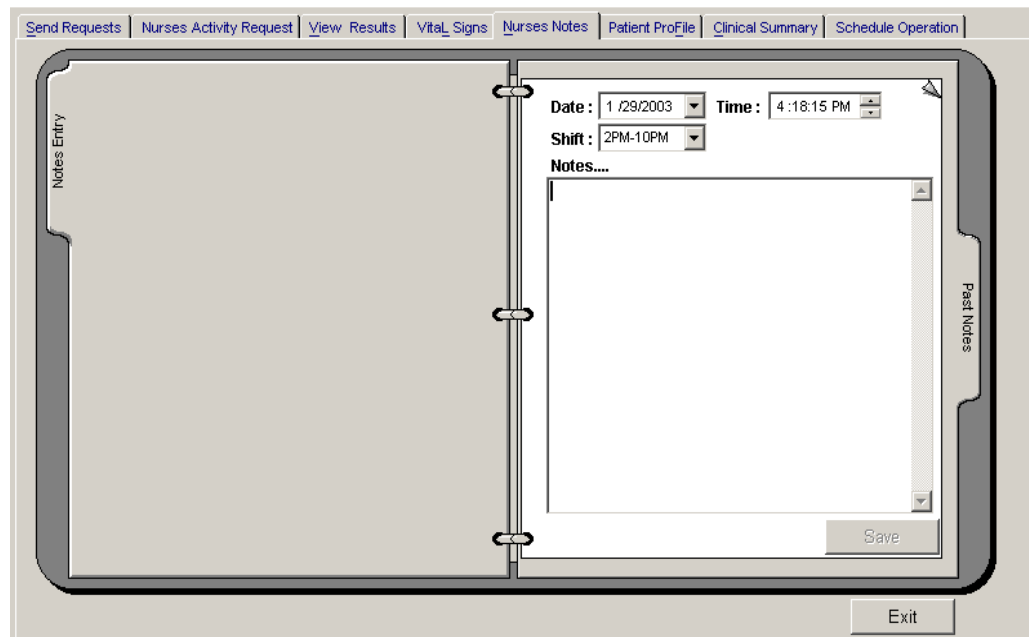 Send Requests Nurses Activity Request View Results VitaL Signs Nurses Notes Patient ProFile Clinical Summary Schedule Operation
Notes Entry
Date : 1 /29/2003 Time : 4 :18:15 PM
Shift : 2PM-10PM
Notes....
Past Notes
Save
Exit